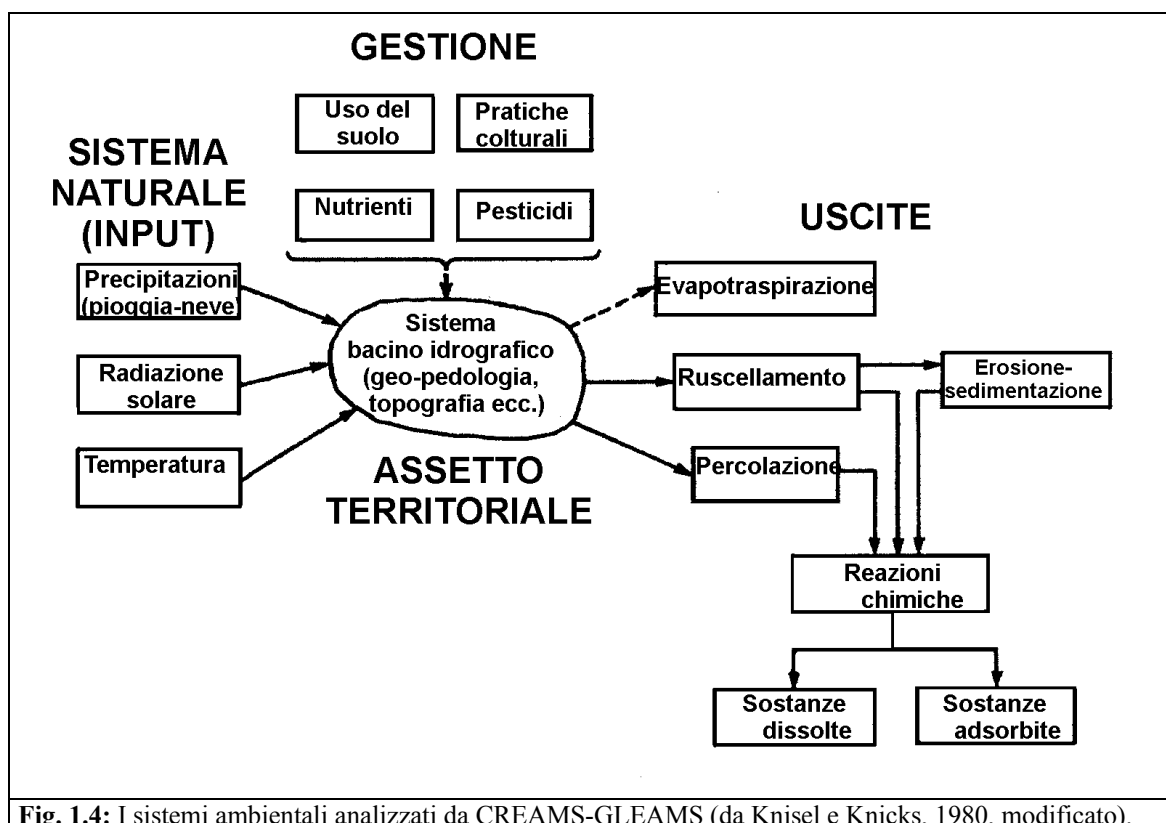 GESTIONE
Uso del
suolo
Pratiche
colturali
SISTEMA
NATURALE
(INPUT)
Nutrienti
Pesticidi
USCITE
Precipitazioni
(pioggia-neve)
Evapotraspirazione
Sistema
bacino idrografico
(geo-pedologia,
topografia ecc.)
Radiazione
solare
Ruscellamento
Erosione-
sedimentazione
Temperatura
ASSETTO
TERRITORIALE
Percolazione
Reazioni
chimiche
Sostanze
dissolte
Sostanze
adsorbite
Fig. 1.4: I sistemi ambientali analizzati da CREAMS-GLEAMS (da Knisel e Knicks, 1980, modificato).